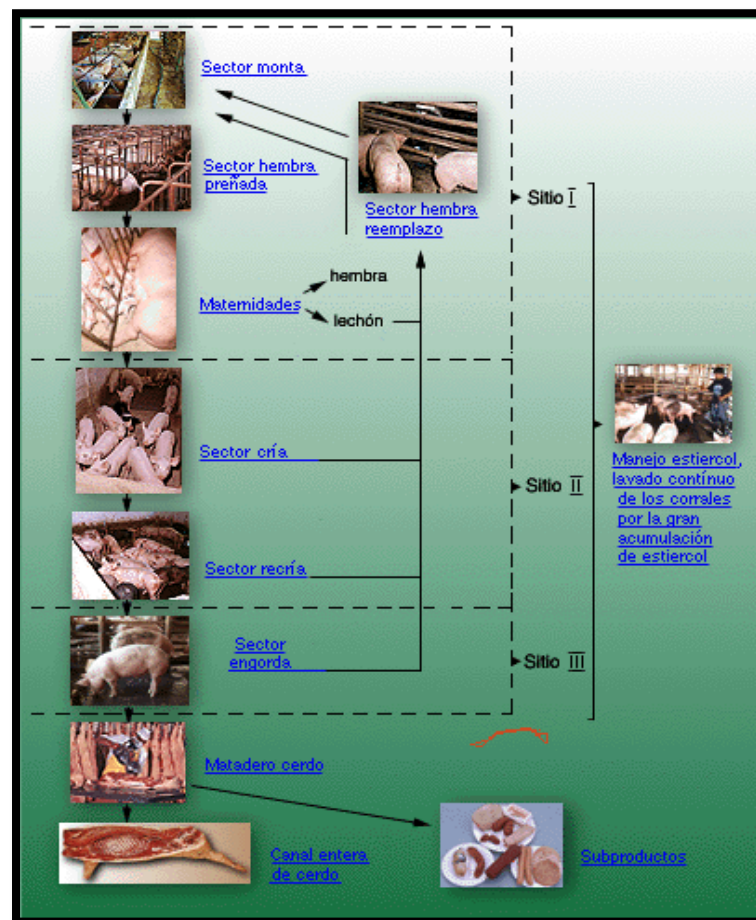 Sector monta
Sector hembra
preñada
Sector hembra
reemplazo
Sitio I
hembra
Maternidades
lechón
Sector cría
Manejo estiercol,
lavado contínuo
de los corrales
por la gran
acumulación
de estiercol
Sitio II
Sector recría
Sector
engorda
Sitio III
Matadero cerdo
Canal entera
de cerdo
Subproductos